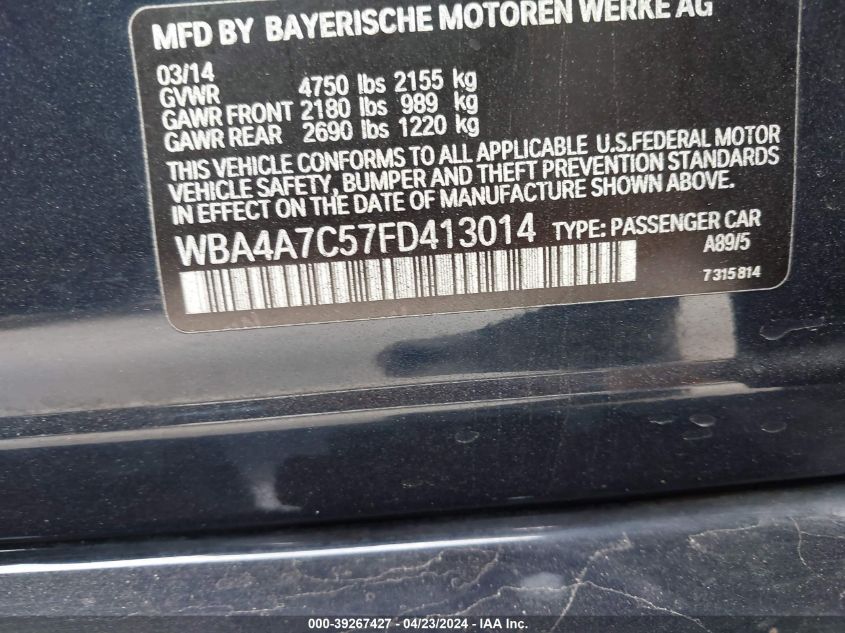 MFD BY BAYERISCHE MOTOREN WERKE AG
03/14
GVWR 4750 lbs 2155 kg
GAWR FRONT 2180 lbs 989 kg
GAWR REAR 2690 lbs 1220 kg
THIS VEHICLE CONFORMS TO ALL APPLICABLE U.S.FEDERAL MOTOR
VEHICLE SAFETY, BUMPER AND THEFT PREVENTION STANDARDS
IN EFFECT ON THE DATE OF MANUFACTURE SHOWN ABOVE.
WBA4A7C57FD413014 TYPE: PASSENGER CAR
A89/5
7315814
000-39267427 - 04/23/2024 - IAA Inc.